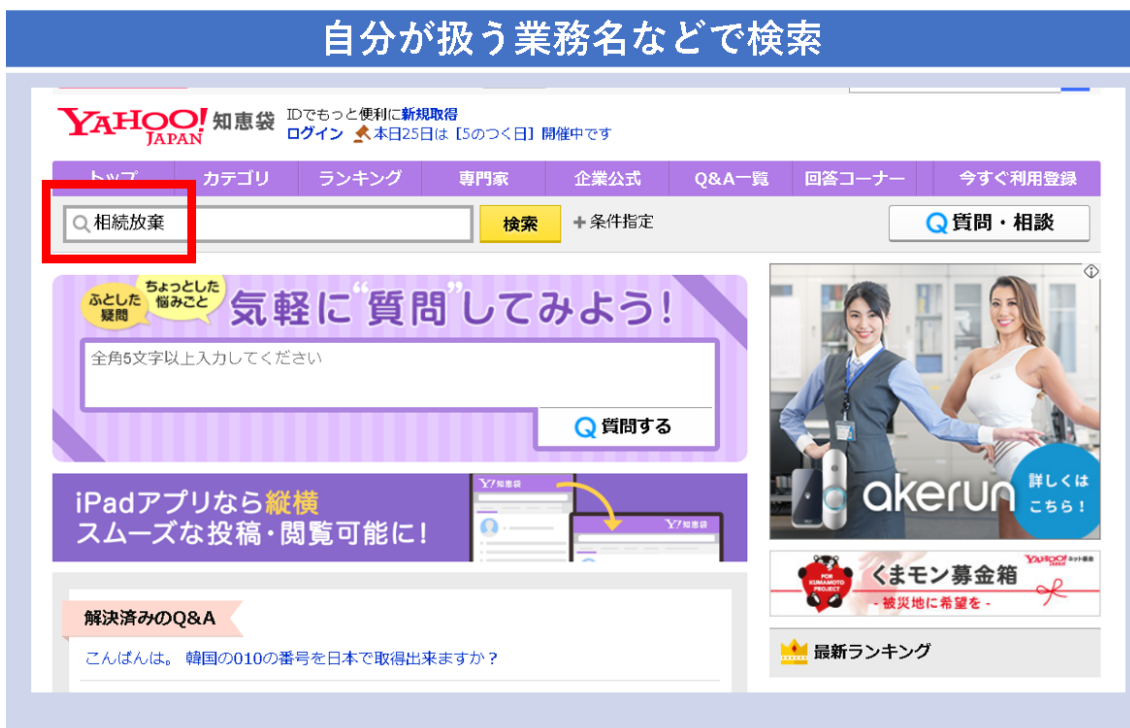 自分が扱う業務名などで検索
YAHOO! JAPAN 知恵袋
IDでもっと便利に新規取得
ログイン 本日25日は [5のつく日] 開催中です
トップ カテゴリ ランキング 専門家 企業公式 Q&A一覧 回答コーナー 今すぐ利用登録
相続放棄 検索 +条件指定 Q質問・相談
ふとした疑問 ちょっとした悩みごと 気軽に“質問”してみよう!
全角5文字以上入力してください
Q質問する
iPadアプリなら縦横
スムーズな投稿・閲覧可能に!
Y!知恵袋
Y!知恵袋
akerun
詳しくは
こちら!
FOR KUMAMOTO PROJECT
くまモン募金箱
- 被災地に希望を -
YAHOO! ネット募金
解決済みのQ&A
こんばんは。 韓国の010の番号を日本で取得出来ますか?
最新ランキング